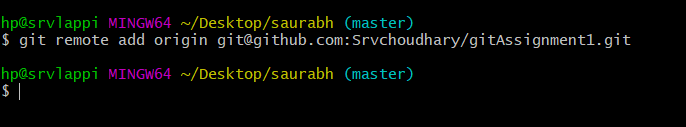 hp@srvlappi MINGW64 ~/Desktop/saurabh (master)
$ git remote add origin git@github.com:Srvchoudhary/gitAssignment1.git
hp@srvlappi MINGW64 ~/Desktop/saurabh (master)
$